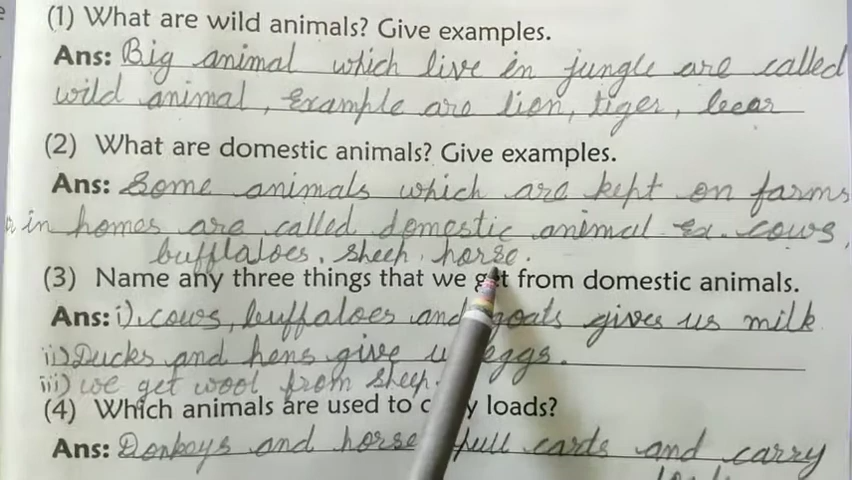 (1) What are wild animals? Give examples.
Ans: Big animal which live in jungle are called
wild animal, Example are lion, tiger, bear
(2) What are domestic animals? Give examples.
Ans: Some animals which are kept on farms
in homes are called domestic animal Ex. cows,
bufflaloes, sheep, horse.
(3) Name any three things that we get from domestic animals.
Ans: i). cows, buffaloes and goats gives us milk
ii) Ducks and hens give eggs.
iii) we get wool from sheep.
(4) Which animals are used to loads?
Ans: Donkeys and horse pull carts and carry